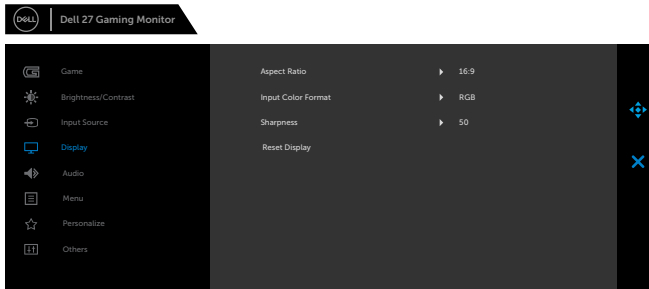 DELL
Dell 27 Gaming Monitor
Game
Brightness/Contrast
Input Source
Display
Audio
Menu
Personalize
Others
Aspect Ratio 16:9
Input Color Format RGB
Sharpness 50
Reset Display